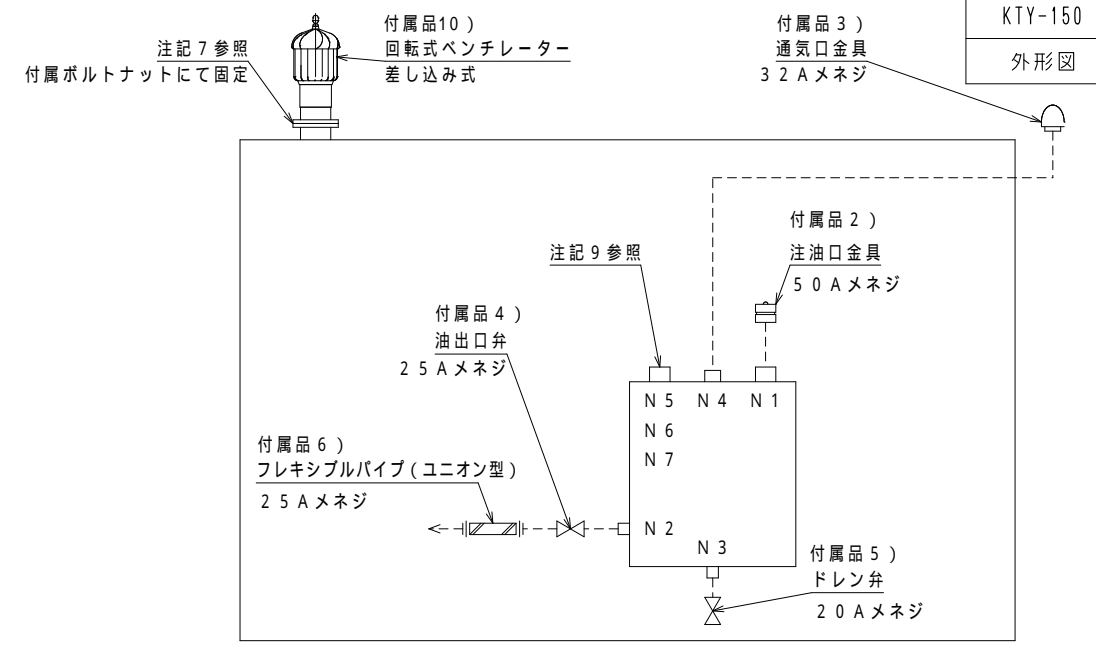 KTY-150
外形図
付属品10)
回転式ベンチレーター
差し込み式
注記7参照
付属ボルトナットにて固定
付属品3)
通気口金具
32Aメネジ
付属品2)
注油口金具
50Aメネジ
注記9参照
付属品4)
油出口弁
25Aメネジ
N5 N4 N1
N6
N7
付属品6)
フレキシブルパイプ(ユニオン型)
25Aメネジ
N2
N3
付属品5)
ドレン弁
20Aメネジ